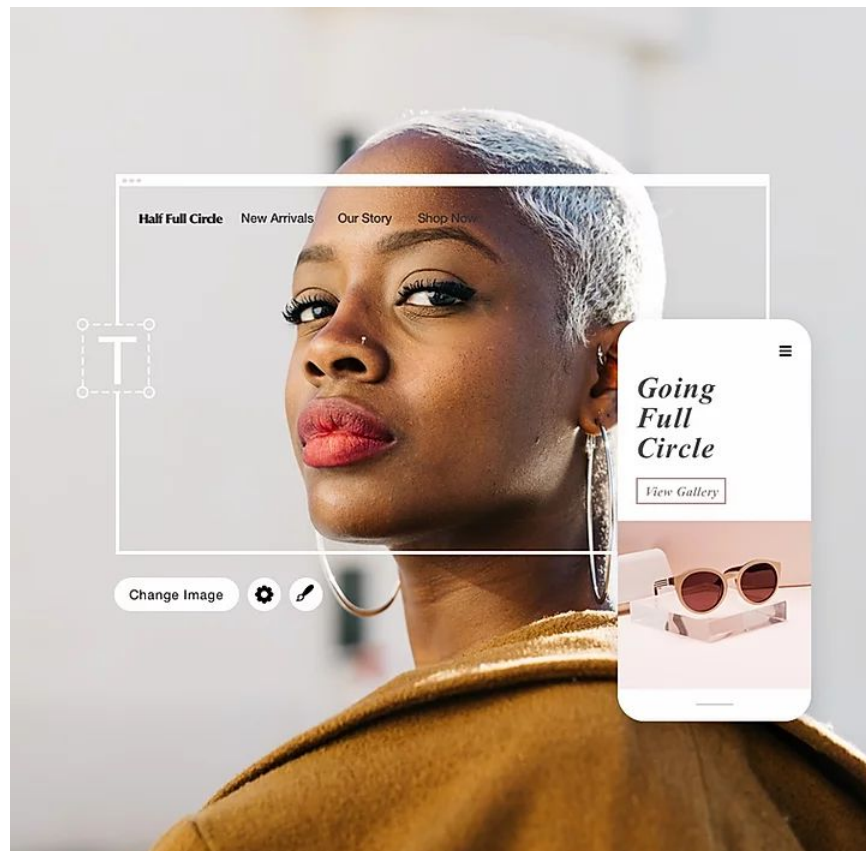 Half Full Circle New Arrivals Our Story Shop Now
T
Going
Full
Circle
View Gallery
Change Image